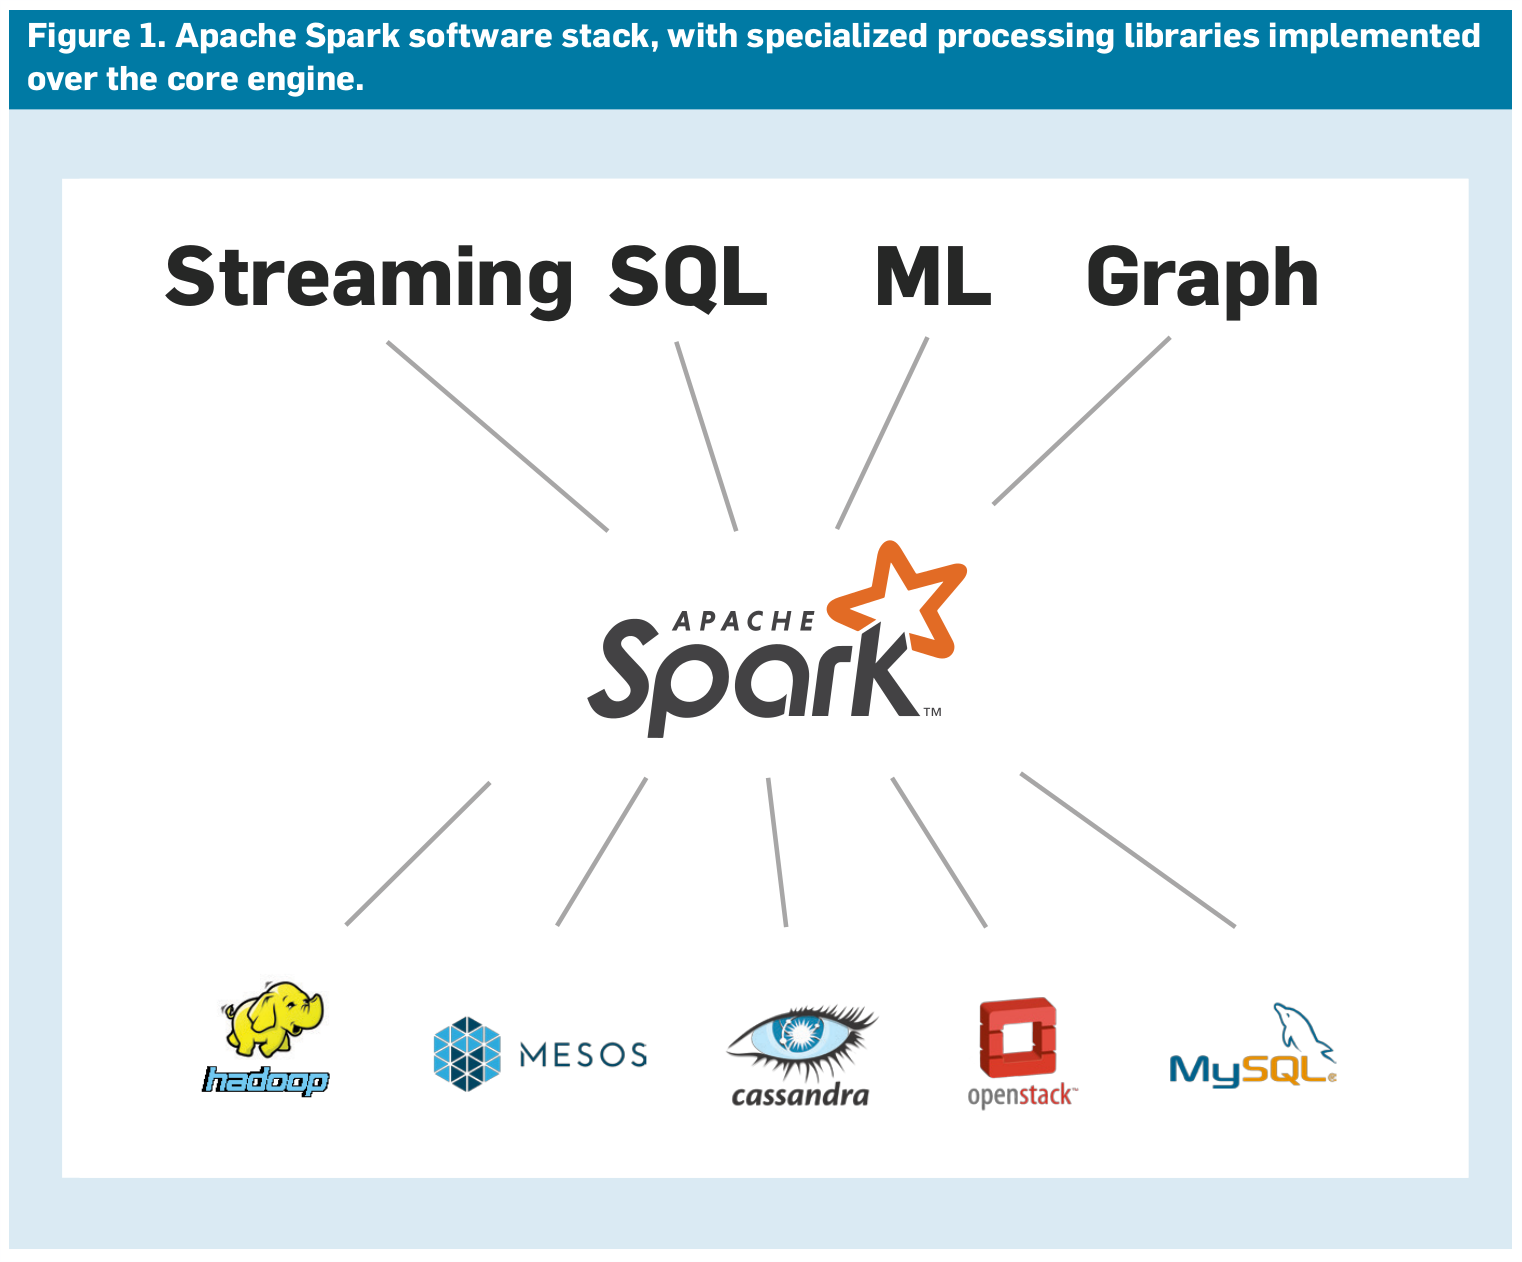 Figure 1. Apache Spark software stack, with specialized processing libraries implemented
over the core engine.
Streaming SQL ML Graph
APACHE
Spark™
hadoop
MESOS
cassandra
openstack™
MySQL®